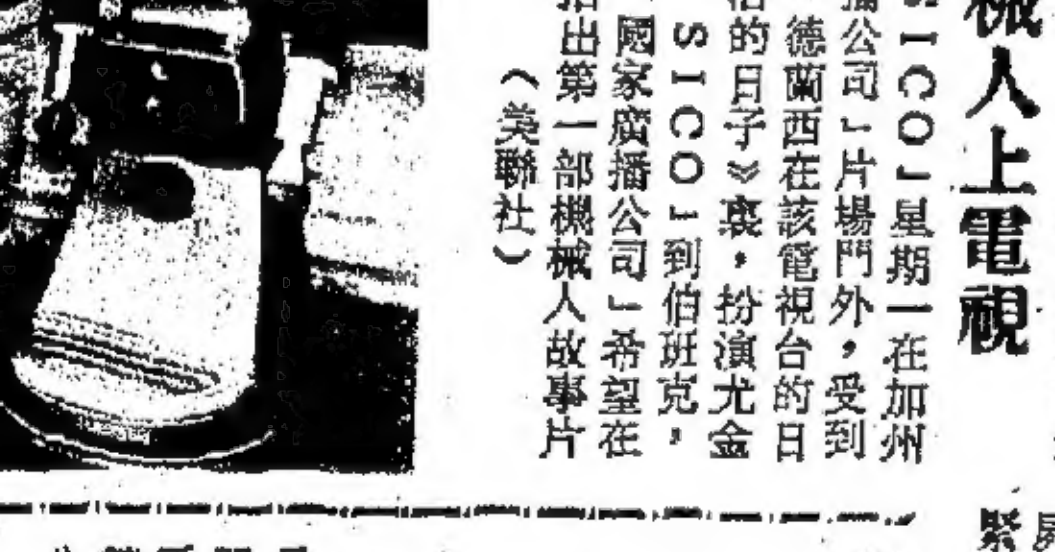 械人上電視
SICO」星期一在加州
播公司」片場門外，受到
德蘭西在該電視台的日
的日子》裏，扮演尤金
SICO」到伯班克，
國家廣播公司」希望在
拍出第一部機械人故事片
（美聯社）
緊